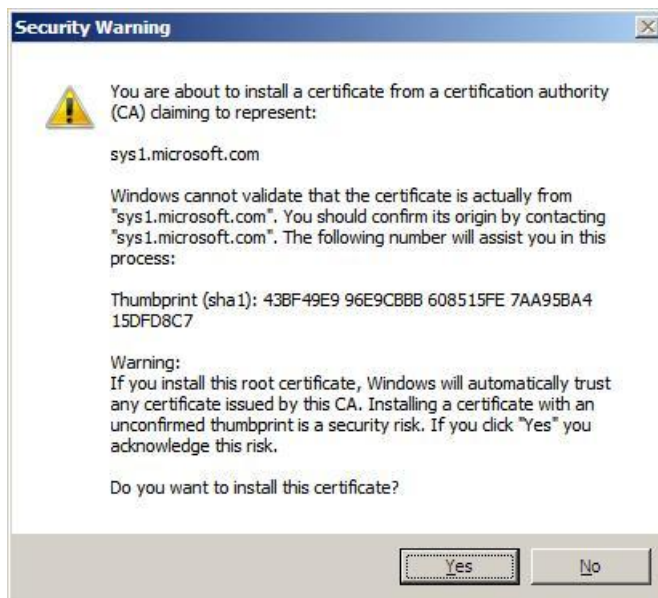 Security Warning
You are about to install a certificate from a certification authority
(CA) claiming to represent:
sys1.microsoft.com
Windows cannot validate that the certificate is actually from
"sys1.microsoft.com". You should confirm its origin by contacting
"sys1.microsoft.com". The following number will assist you in this
process:
Thumbprint (sha1): 43BF49E9 96E9CBBB 608515FE 7AA95BA4
15DFD8C7
Warning:
If you install this root certificate, Windows will automatically trust
any certificate issued by this CA. Installing a certificate with an
unconfirmed thumbprint is a security risk. If you click "Yes" you
acknowledge this risk.
Do you want to install this certificate?
Yes No